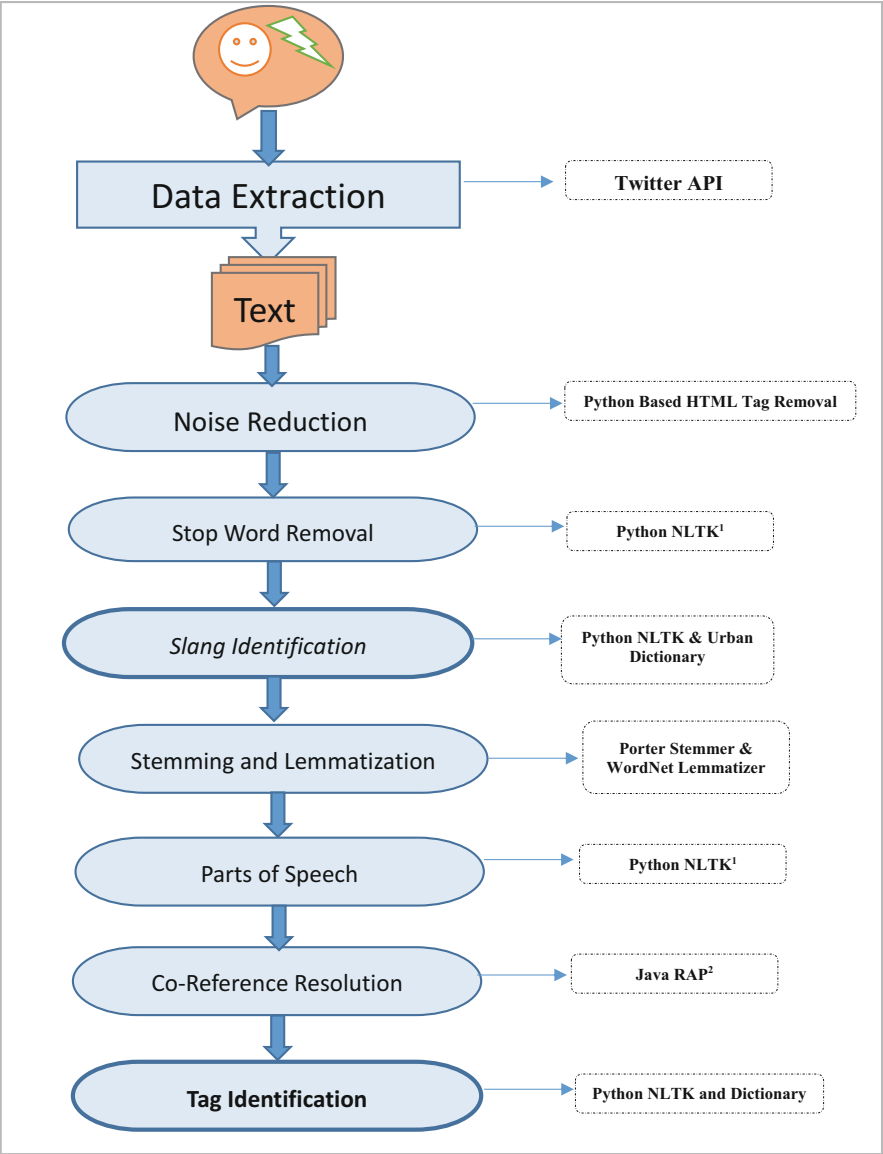 Data Extraction
Twitter API
Text
Noise Reduction
Python Based HTML Tag Removal
Stop Word Removal
Python NLTK¹
Slang Identification
Python NLTK & Urban
Dictionary
Stemming and Lemmatization
Porter Stemmer &
WordNet Lemmatizer
Parts of Speech
Python NLTK¹
Co-Reference Resolution
Java RAP²
Tag Identification
Python NLTK and Dictionary